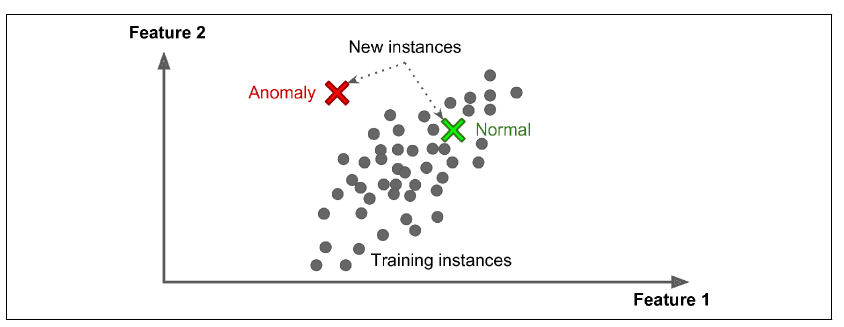 Feature 2
New instances
Anomaly
Normal
Training instances
Feature 1